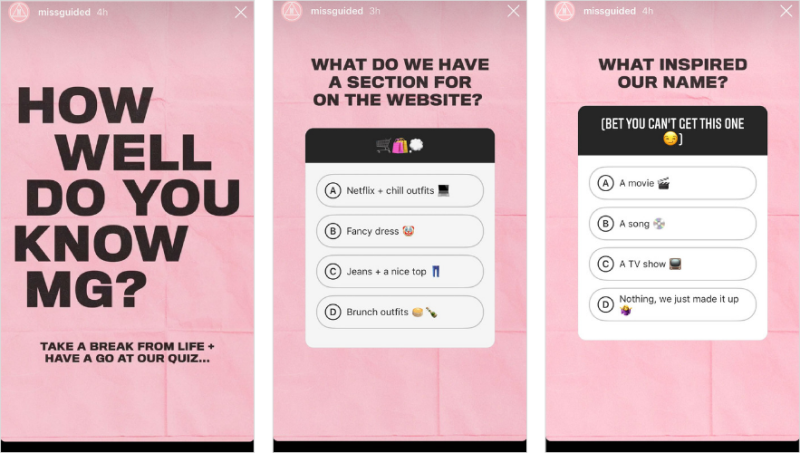 missguided 4h
HOW
WELL
DO YOU
KNOW
MG?
TAKE A BREAK FROM LIFE +
HAVE A GO AT OUR QUIZ...
missguided 3h
WHAT DO WE HAVE
A SECTION FOR
ON THE WEBSITE?
🛒🛍️💭
A Netflix + chill outfits 💻
B Fancy dress 🤡
C Jeans + a nice top 👖
D Brunch outfits 🥞🍾
missguided 4h
WHAT INSPIRED
OUR NAME?
(BET YOU CAN'T GET THIS ONE
😏)
A A movie 🎬
B A song 💿
C A TV show 📺
D Nothing, we just made it up
🤷‍♀️